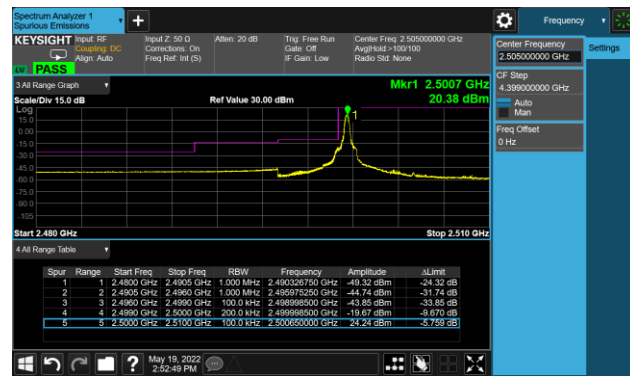 Spectrum Analyzer 1
Spurious Emissions
Frequency
KEYSIGHT
Input: RF
Coupling: DC
Align: Auto
Input Z: 50 Ω
Corrections: On
Freq Ref: Int (S)
Atten: 20 dB
Trig: Free Run
Gate: Off
IF Gain: Low
Center Freq: 2.505000000 GHz
Avg|Hold:>100/100
Radio Std: None
PASS
3 All Range Graph
Mkr1 2.5007 GHz
20.38 dBm
Scale/Div 15.0 dB
Ref Value 30.00 dBm
Log
15.0
0.00
-15.0
-30.0
-45.0
-60.0
-75.0
-90.0
-105
1
Start 2.480 GHz
Stop 2.510 GHz
4 All Range Table
Spur Range Start Freq Stop Freq RBW Frequency Amplitude ΔLimit
1 1 2.4800 GHz 2.4905 GHz 1.000 MHz 2.490326750 GHz -49.32 dBm -24.32 dB
2 2 2.4905 GHz 2.4960 GHz 1.000 MHz 2.495975250 GHz -44.74 dBm -31.74 dB
3 3 2.4960 GHz 2.4990 GHz 100.0 kHz 2.498998500 GHz -43.85 dBm -33.85 dB
4 4 2.4990 GHz 2.5000 GHz 200.0 kHz 2.499998500 GHz -19.67 dBm -9.670 dB
5 5 2.5000 GHz 2.5100 GHz 100.0 kHz 2.500650000 GHz 24.24 dBm -5.759 dB
Center Frequency
2.505000000 GHz
Settings
CF Step
4.399000000 GHz
Auto
Man
Freq Offset
0 Hz
May 19, 2022
2:52:49 PM